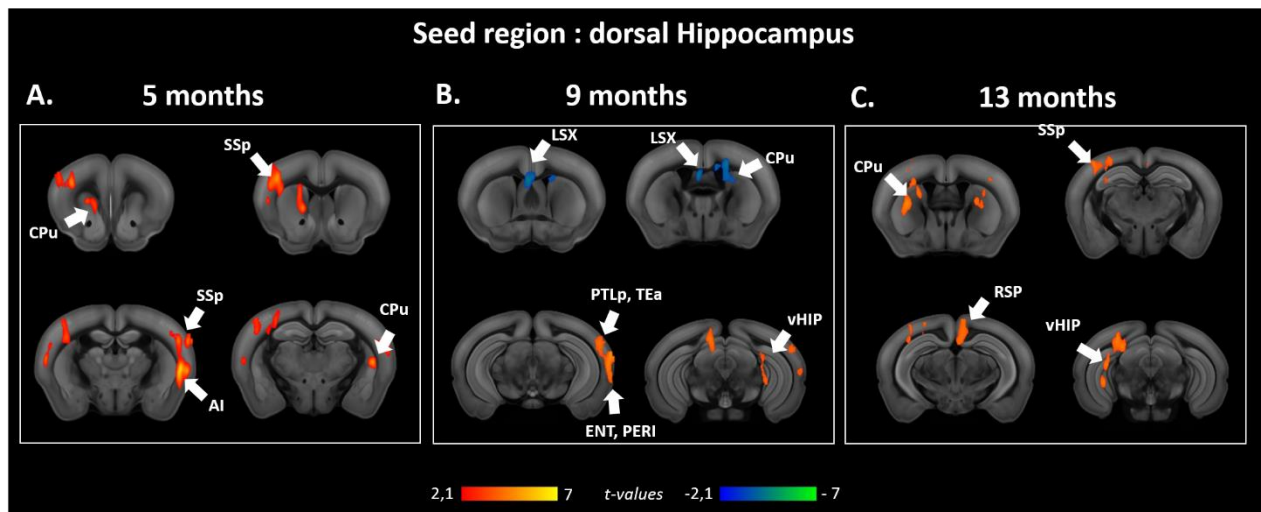 Seed region : dorsal Hippocampus
A. 5 months
SSp
CPu
SSp
CPu
AI
B. 9 months
LSX
LSX
CPu
PTLp, TEa
vHIP
ENT, PERI
C. 13 months
SSp
CPu
RSP
vHIP
2,1 7 t-values -2,1 - 7